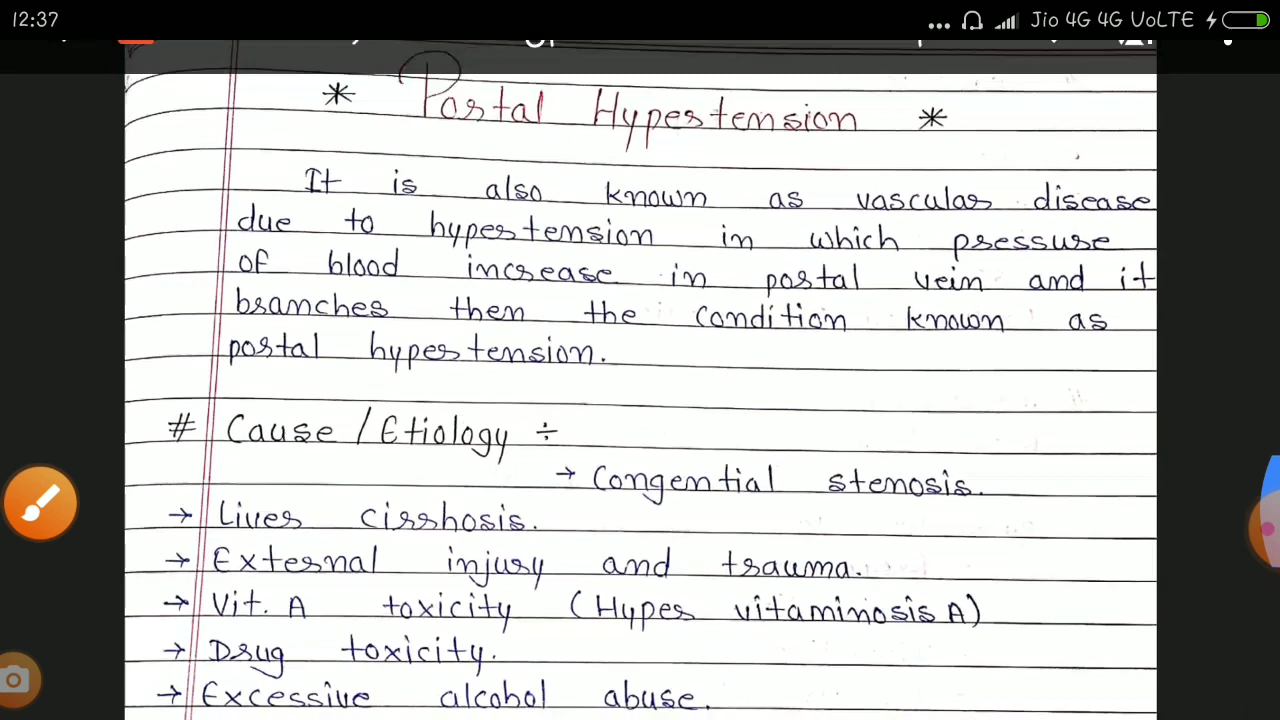 12:37
... Jio 4G 4G VoLTE
* Portal Hypertension *
It is also known as vascular disease
due to hypertension in which pressure
of blood increase in portal vein and it
branches then the condition known as
portal hypertension.
# Cause / Etiology ÷
→ Congential stenosis.
→ Liver cirrhosis.
→ External injury and trauma.
→ Vit. A toxicity (Hyper vitaminosis A)
→ Drug toxicity.
→ Excessive alcohol abuse.